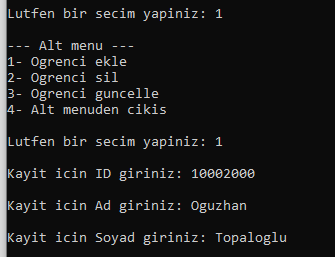 Lutfen bir secim yapiniz: 1
--- Alt menu ---
1- Ogrenci ekle
2- Ogrenci sil
3- Ogrenci guncelle
4- Alt menuden cikis
Lutfen bir secim yapiniz: 1
Kayit icin ID giriniz: 10002000
Kayit icin Ad giriniz: Oguzhan
Kayit icin Soyad giriniz: Topaloglu